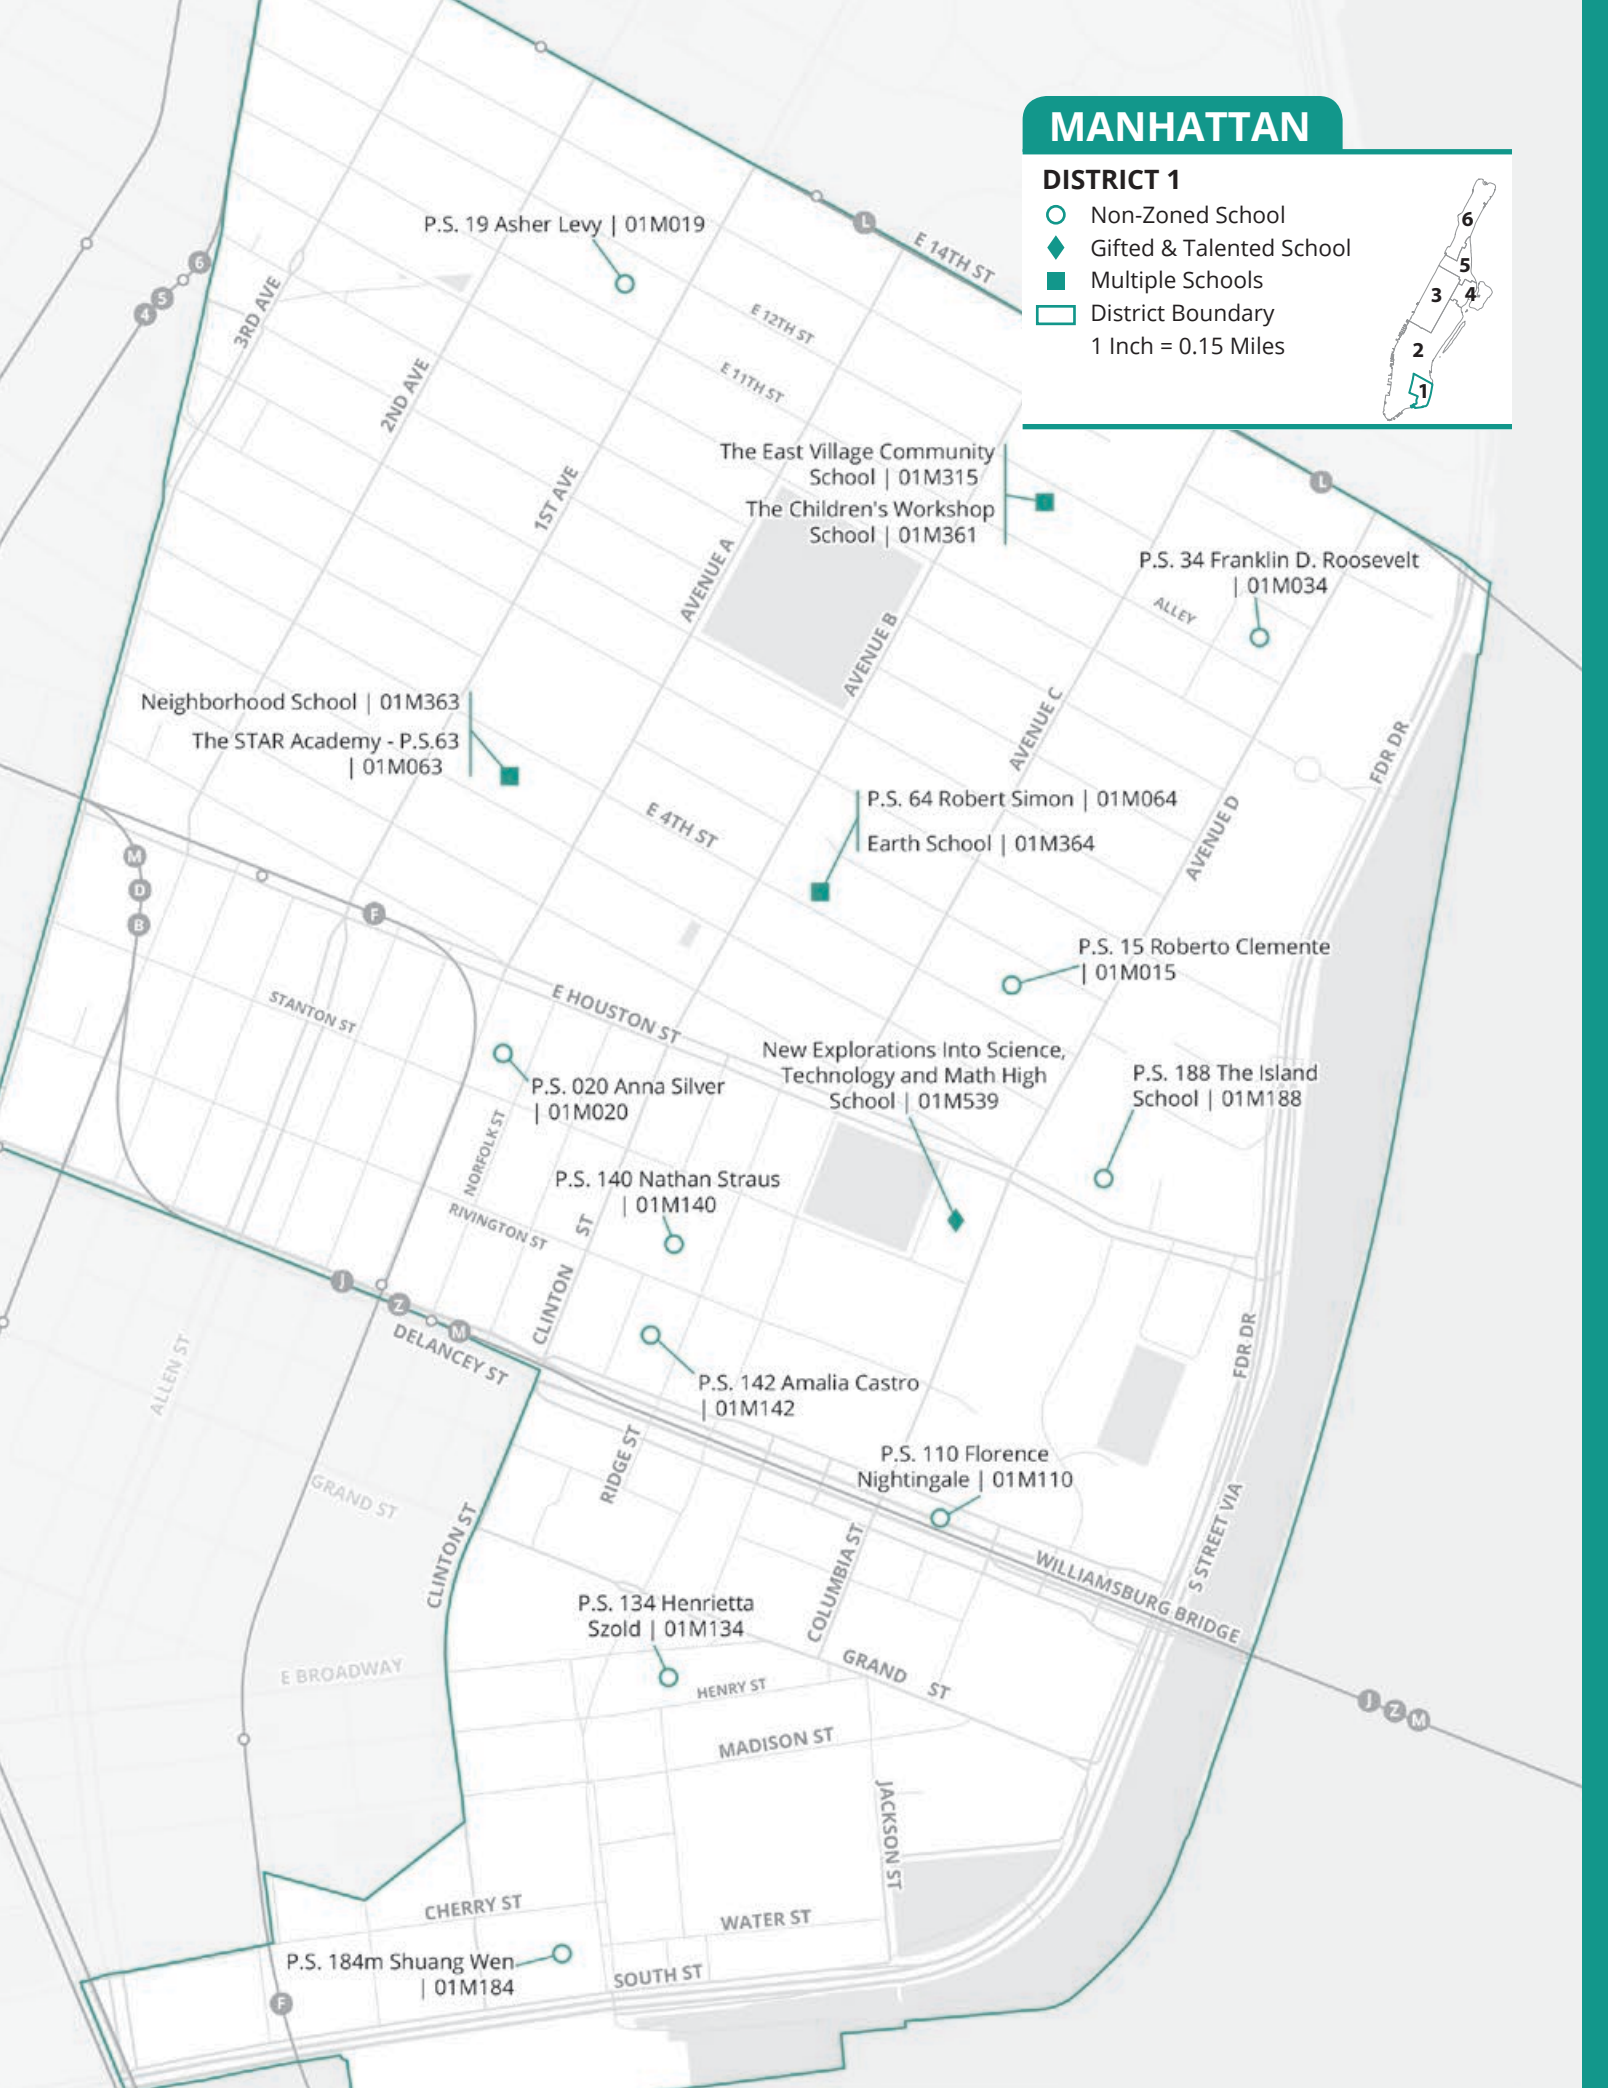 MANHATTAN
DISTRICT 1
Non-Zoned School
Gifted & Talented School
Multiple Schools
District Boundary
1 Inch = 0.15 Miles
6
5
3
4
2
1
P.S. 19 Asher Levy | 01M019
L
E 14TH ST
6
5
4
3RD AVE
E 12TH ST
2ND AVE
E 11TH ST
The East Village Community
School | 01M315
The Children's Workshop
School | 01M361
L
1ST AVE
AVENUE A
P.S. 34 Franklin D. Roosevelt
| 01M034
ALLEY
AVENUE B
Neighborhood School | 01M363
The STAR Academy - P.S.63
| 01M063
AVENUE C
FDR DR
P.S. 64 Robert Simon | 01M064
Earth School | 01M364
E 4TH ST
AVENUE D
M
D
B
F
P.S. 15 Roberto Clemente
| 01M015
STANTON ST
E HOUSTON ST
New Explorations Into Science,
Technology and Math High
School | 01M539
P.S. 188 The Island
School | 01M188
P.S. 020 Anna Silver
| 01M020
NORFOLK ST
P.S. 140 Nathan Straus
| 01M140
RIVINGTON ST
CLINTON ST
J
Z
M
DELANCEY ST
FDR DR
ALLEN ST
P.S. 142 Amalia Castro
| 01M142
RIDGE ST
P.S. 110 Florence
Nightingale | 01M110
GRAND ST
CLINTON ST
COLUMBIA ST
S STREET VIA
WILLIAMSBURG BRIDGE
P.S. 134 Henrietta
Szold | 01M134
E BROADWAY
GRAND ST
HENRY ST
J
Z
M
MADISON ST
JACKSON ST
CHERRY ST
WATER ST
P.S. 184m Shuang Wen
| 01M184
SOUTH ST
F